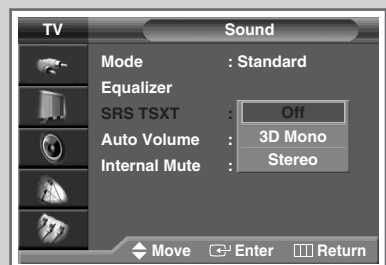 TV Sound
Mode : Standard
Equalizer
SRS TSXT : Off
Auto Volume : 3D Mono
Internal Mute : Stereo
Move Enter Return